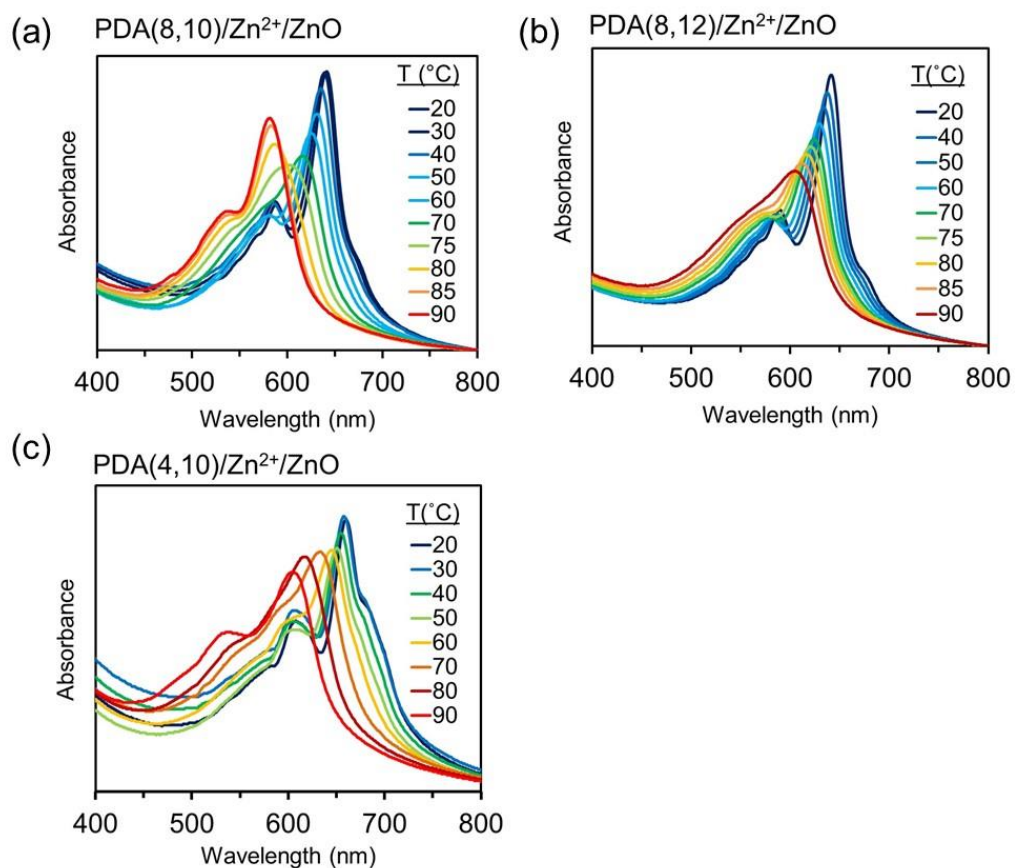 (a)
PDA(8,10)/Zn²⁺/ZnO
Absorbance
T (°C)
20
30
40
50
60
70
75
80
85
90
400 500 600 700 800
Wavelength (nm)
(b)
PDA(8,12)/Zn²⁺/ZnO
Absorbance
T(˚C)
20
40
50
60
70
75
80
85
90
400 500 600 700 800
Wavelength (nm)
(c)
PDA(4,10)/Zn²⁺/ZnO
Absorbance
T(˚C)
20
30
40
50
60
70
80
90
400 500 600 700 800
Wavelength (nm)